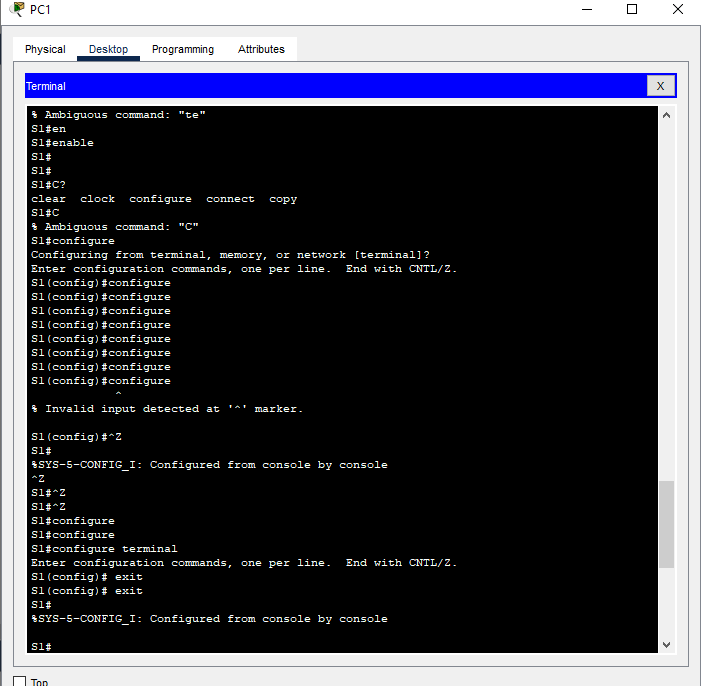 PC1
Physical Desktop Programming Attributes
Terminal
X
% Ambiguous command: "te"
S1#en
S1#enable
S1#
S1#
S1#C?
clear clock configure connect copy
S1#C
% Ambiguous command: "C"
S1#configure
Configuring from terminal, memory, or network [terminal]?
Enter configuration commands, one per line. End with CNTL/Z.
S1(config)#configure
S1(config)#configure
S1(config)#configure
S1(config)#configure
S1(config)#configure
S1(config)#configure
S1(config)#configure
S1(config)#configure
^
% Invalid input detected at '^' marker.
S1(config)#^Z
S1#
%SYS-5-CONFIG_I: Configured from console by console
^Z
S1#^Z
S1#^Z
S1#configure
S1#configure
S1#configure terminal
Enter configuration commands, one per line. End with CNTL/Z.
S1(config)# exit
S1(config)# exit
S1#
%SYS-5-CONFIG_I: Configured from console by console
S1#
Top